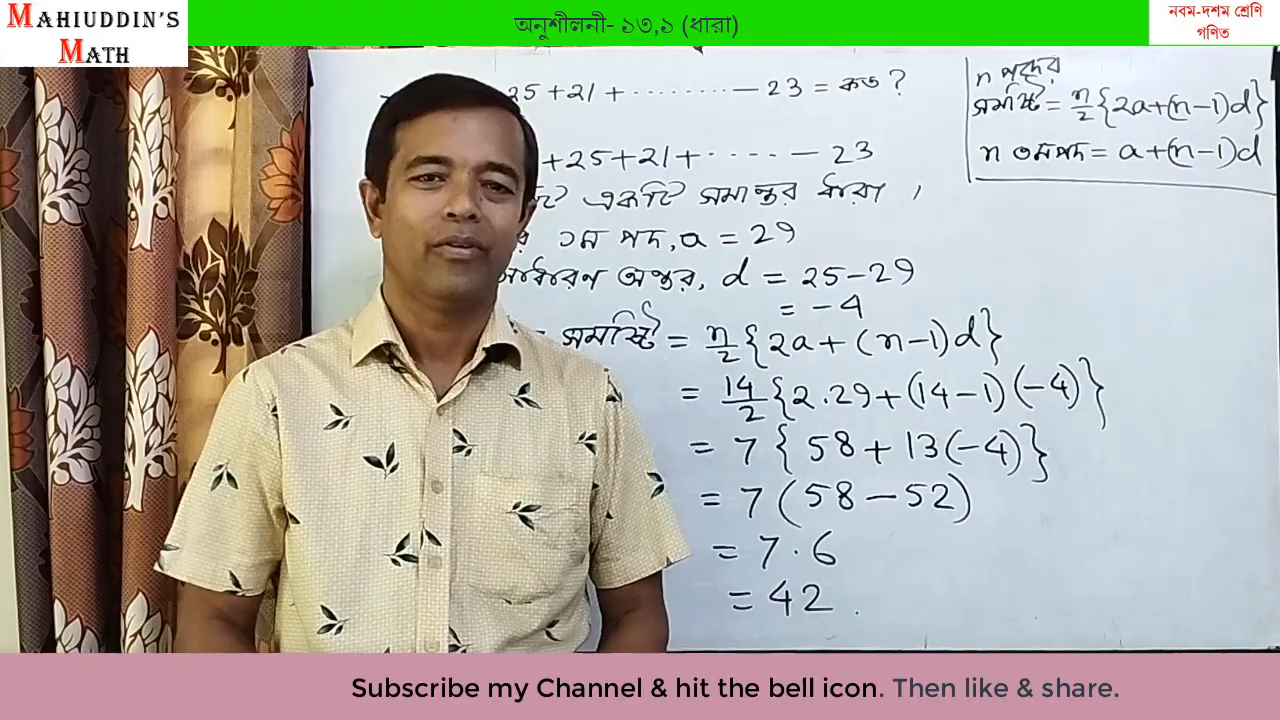 MAHIUDDIN'S
MATH
অনুশীলনী- ১৩,১ (ধারা)
নবম-দশম শ্রেণি
গণিত
25+21+........-23 = কত?
+25+21+.....-23
একটি সমান্তর ধারা,
১ম পদ, a = 29
সাধারণ অন্তর, d = 25-29
= -4
সমষ্টি = n/2{2a+(n-1)d}
= 14/2{2.29+(14-1)(-4)}
= 7{58+13(-4)}
= 7(58-52)
= 7.6
= 42.
n পদের
সমষ্টি = n/2{2a+(n-1)d}
n তম পদ = a+(n-1)d
Subscribe my Channel & hit the bell icon. Then like & share.